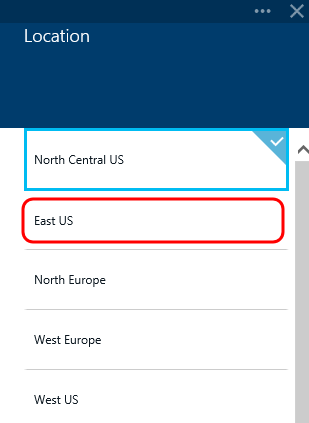 Location
North Central US
East US
North Europe
West Europe
West US